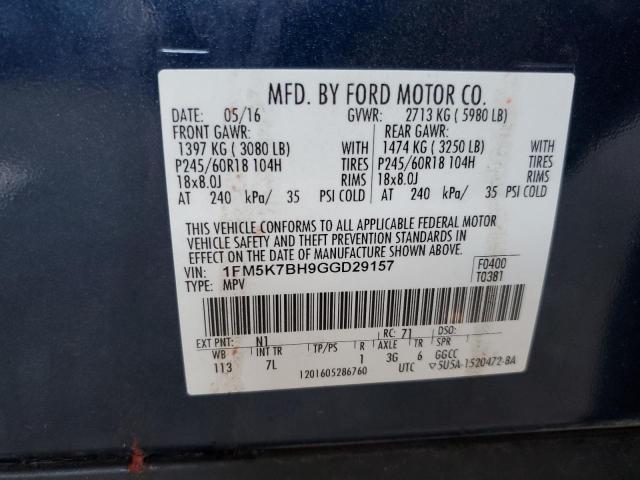 MFD. BY FORD MOTOR CO.
DATE: 05/16 GVWR: 2713 KG ( 5980 LB)
FRONT GAWR: REAR GAWR:
1397 KG ( 3080 LB) WITH 1474 KG ( 3250 LB) WITH
P245/60R18 104H TIRES P245/60R18 104H TIRES
18x8.0J RIMS 18x8.0J RIMS
AT 240 kPa/ 35 PSI COLD AT 240 kPa/ 35 PSI COLD
THIS VEHICLE CONFORMS TO ALL APPLICABLE FEDERAL MOTOR
VEHICLE SAFETY AND THEFT PREVENTION STANDARDS IN
EFFECT ON THE DATE OF MANUFACTURE SHOWN ABOVE.
VIN: 1FM5K7BH9GGD29157 F0400
TYPE: MPV T0381
EXT PNT: N1 RC: 71 DSO:
WB INT TR TP/PS R AXLE TR SPR
113 7L 1 3G 6 GGCC
1201605286760 UTC ▽5U5A-1520472-BA